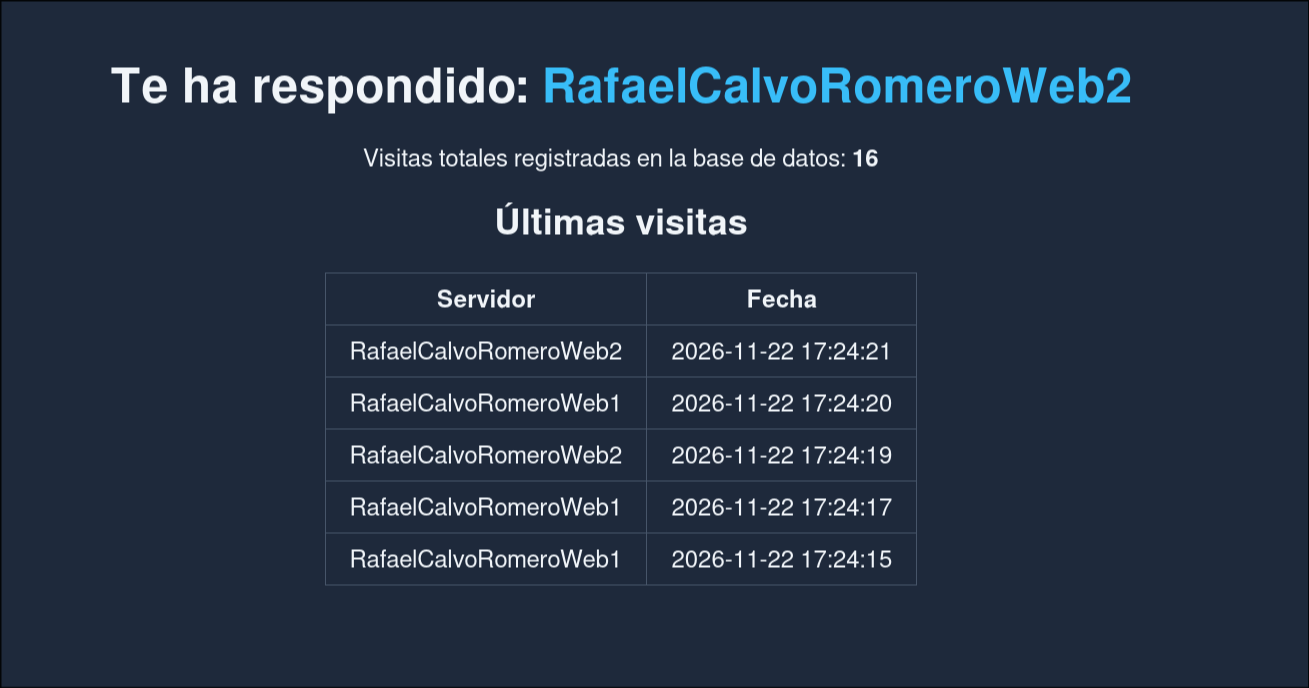 Te ha respondido: RafaelCalvoRomeroWeb2
Visitas totales registradas en la base de datos: 16
Últimas visitas
Servidor Fecha
RafaelCalvoRomeroWeb2 2026-11-22 17:24:21
RafaelCalvoRomeroWeb1 2026-11-22 17:24:20
RafaelCalvoRomeroWeb2 2026-11-22 17:24:19
RafaelCalvoRomeroWeb1 2026-11-22 17:24:17
RafaelCalvoRomeroWeb1 2026-11-22 17:24:15